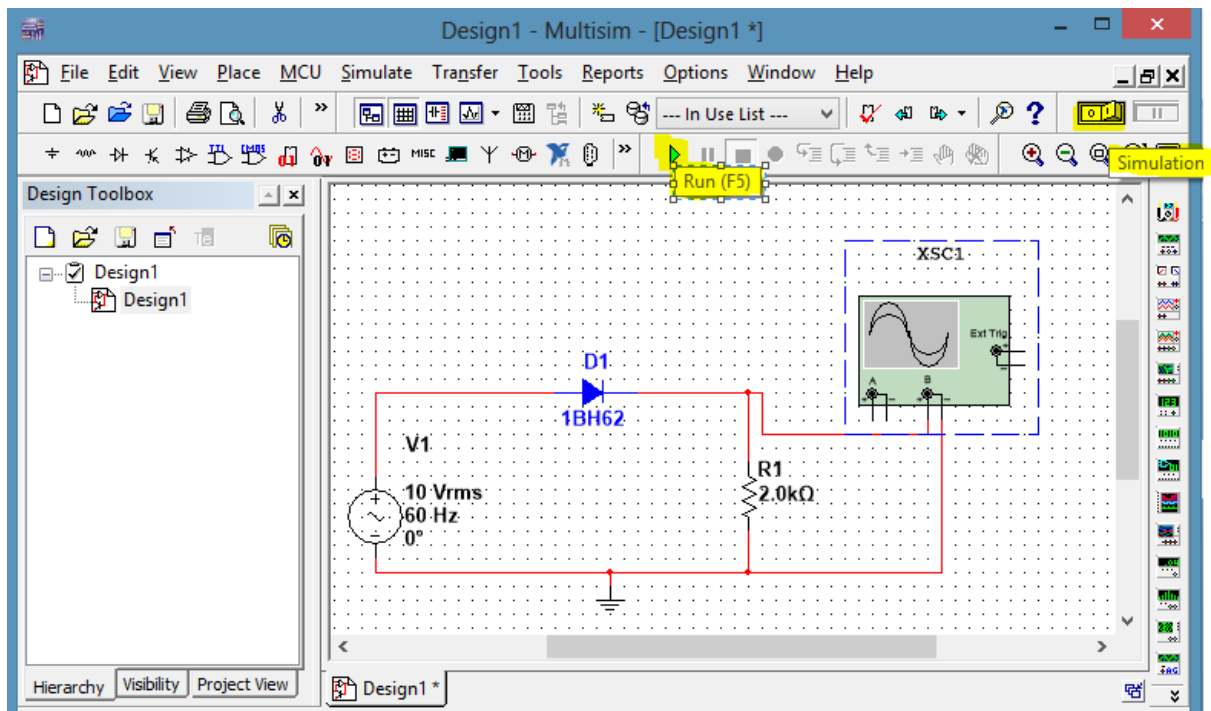 Design1 - Multisim - [Design1 *]
File Edit View Place MCU Simulate Transfer Tools Reports Options Window Help
--- In Use List ---
MISC
Simulation
Run (F5)
Design Toolbox
Design1
Design1
XSC1
Ext Trig
A B
D1
1BH62
V1
10 Vrms
60 Hz
0°
R1
2.0kΩ
Hierarchy Visibility Project View
Design1 *